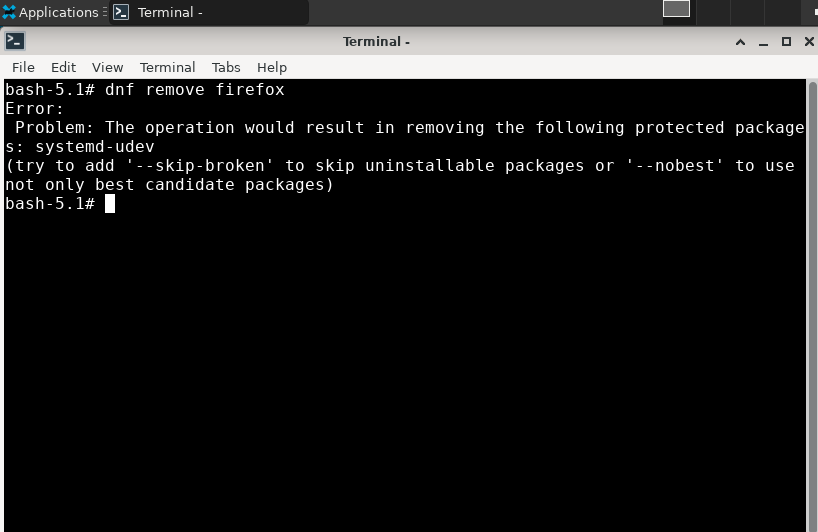 Applications
Terminal -
Terminal -
File Edit View Terminal Tabs Help
bash-5.1# dnf remove firefox
Error:
 Problem: The operation would result in removing the following protected package
s: systemd-udev
(try to add '--skip-broken' to skip uninstallable packages or '--nobest' to use
not only best candidate packages)
bash-5.1#